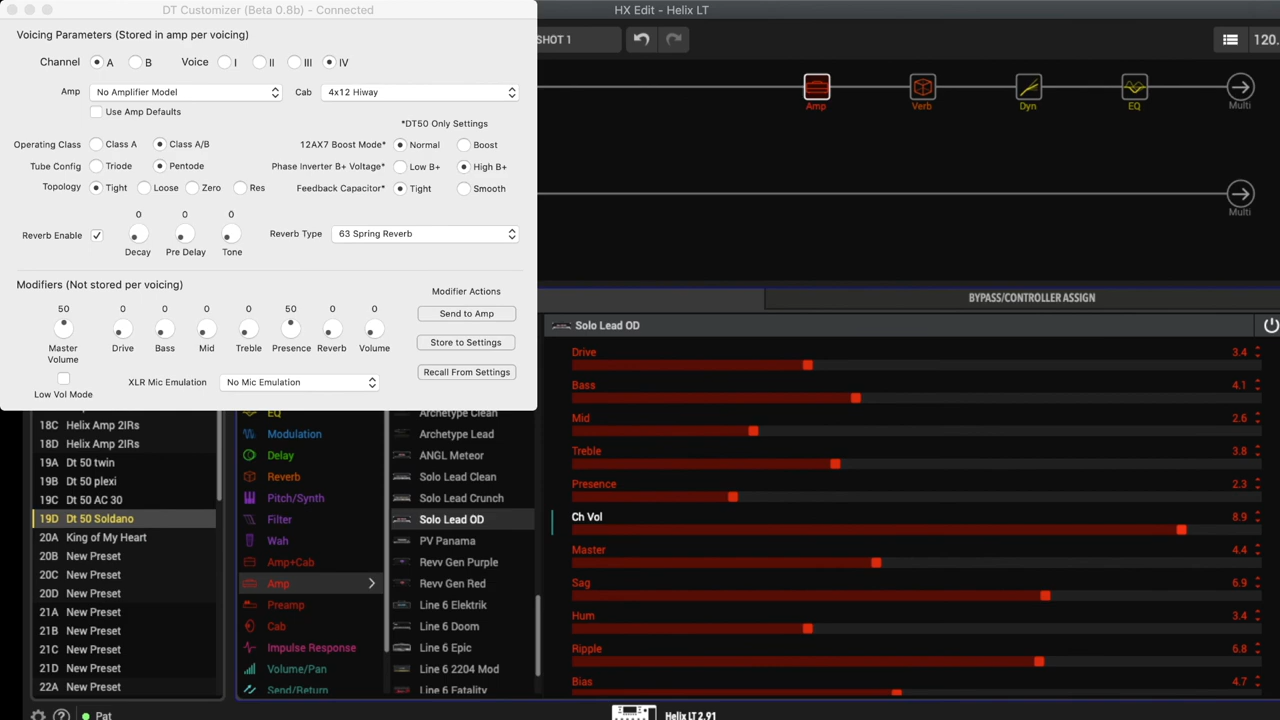 DT Customizer (Beta 0.8b) - Connected
HX Edit - Helix LT
Voicing Parameters (Stored in amp per voicing)
SHOT 1
120.
Channel A B Voice I II III IV
Amp No Amplifier Model Cab 4x12 Hiway
Use Amp Defaults
*DT50 Only Settings
Operating Class Class A Class A/B 12AX7 Boost Mode* Normal Boost
Tube Config Triode Pentode Phase Inverter B+ Voltage* Low B+ High B+
Topology Tight Loose Zero Res Feedback Capacitor* Tight Smooth
0 0 0
Reverb Enable Reverb Type 63 Spring Reverb
Decay Pre Delay Tone
Modifiers (Not stored per voicing)
Modifier Actions
50 0 0 0 0 50 0 0
Send to Amp
Master Volume Drive Bass Mid Treble Presence Reverb Volume
Store to Settings
Recall From Settings
Low Vol Mode
XLR Mic Emulation No Mic Emulation
Amp
Verb
Dyn
EQ
Multi
Multi
BYPASS/CONTROLLER ASSIGN
Solo Lead OD
Drive 3.4
Bass 4.1
Mid 2.6
Treble 3.8
Presence 2.3
Ch Vol 8.9
Master 4.4
Sag 6.9
Hum 3.4
Ripple 6.8
Bias 4.7
18C Helix Amp 2IRs
18D Helix Amp 2IRs
19A Dt 50 twin
19B Dt 50 plexi
19C Dt 50 AC 30
19D Dt 50 Soldano
20A King of My Heart
20B New Preset
20C New Preset
20D New Preset
21A New Preset
21B New Preset
21C New Preset
21D New Preset
22A New Preset
EQ
Modulation
Delay
Reverb
Pitch/Synth
Filter
Wah
Amp+Cab
Amp
Preamp
Cab
Impulse Response
Volume/Pan
Send/Return
Archetype Clean
Archetype Lead
ANGL Meteor
Solo Lead Clean
Solo Lead Crunch
Solo Lead OD
PV Panama
Revv Gen Purple
Revv Gen Red
Line 6 Elektrik
Line 6 Doom
Line 6 Epic
Line 6 2204 Mod
Line 6 Fatality
? Pat
Helix LT 2.91